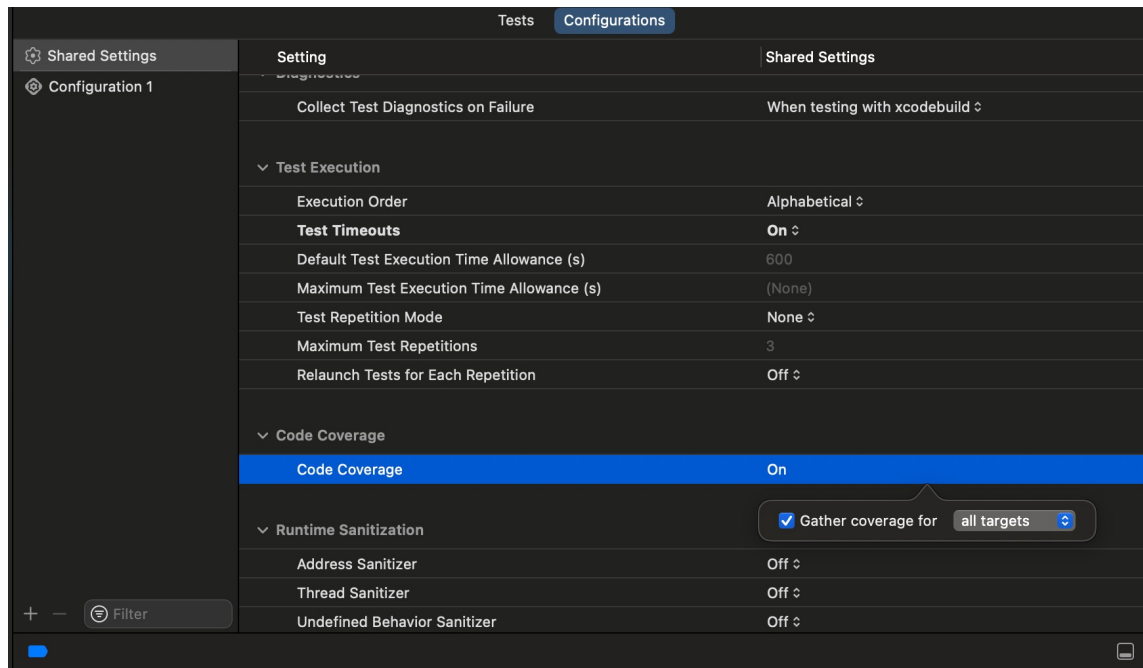 Tests Configurations
Shared Settings
Configuration 1
Setting Shared Settings
Diagnostics
Collect Test Diagnostics on Failure When testing with xcodebuild
Test Execution
Execution Order Alphabetical
Test Timeouts On
Default Test Execution Time Allowance (s) 600
Maximum Test Execution Time Allowance (s) (None)
Test Repetition Mode None
Maximum Test Repetitions 3
Relaunch Tests for Each Repetition Off
Code Coverage
Code Coverage On
Gather coverage for all targets
Runtime Sanitization
Address Sanitizer Off
Thread Sanitizer Off
Undefined Behavior Sanitizer Off
Filter